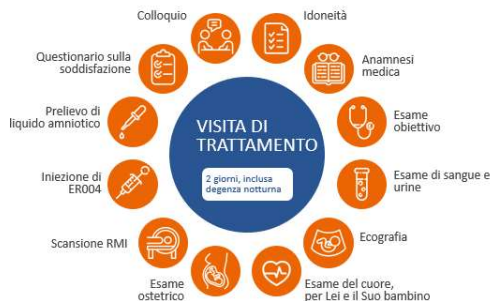 Colloquio
Idoneità
Questionario sulla
soddisfazione
Anamnesi
medica
Prelievo di
liquido amniotico
VISITA DI
TRATTAMENTO
2 giorni, inclusa
degenza notturna
Esame
obiettivo
Iniezione di
ER004
Esame di sangue e
urine
Scansione RMI
Ecografia
Esame
ostetrico
Esame del cuore,
per Lei e il Suo bambino